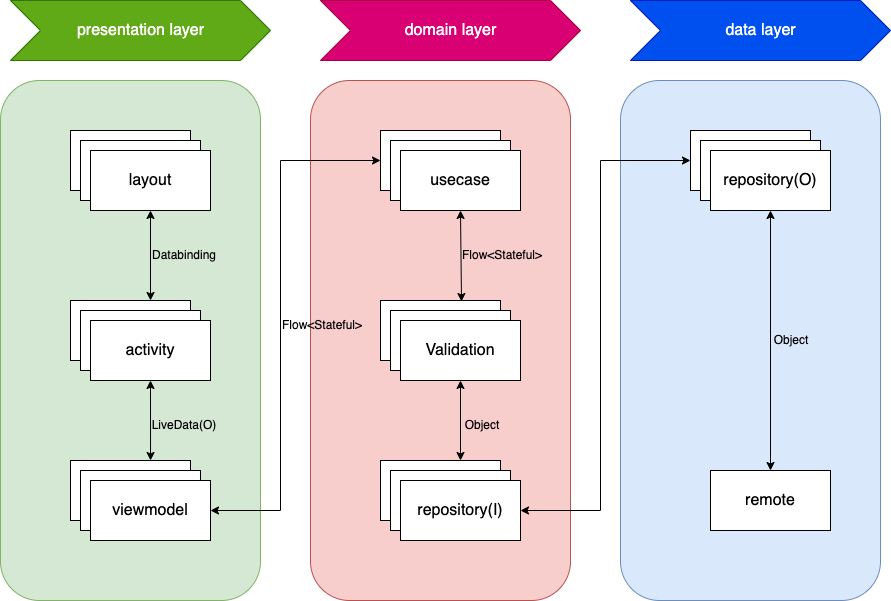 presentation layer
domain layer
data layer
layout
Databinding
activity
LiveData(O)
viewmodel
Flow<Stateful>
usecase
Flow<Stateful>
Validation
Object
repository(I)
repository(O)
Object
remote